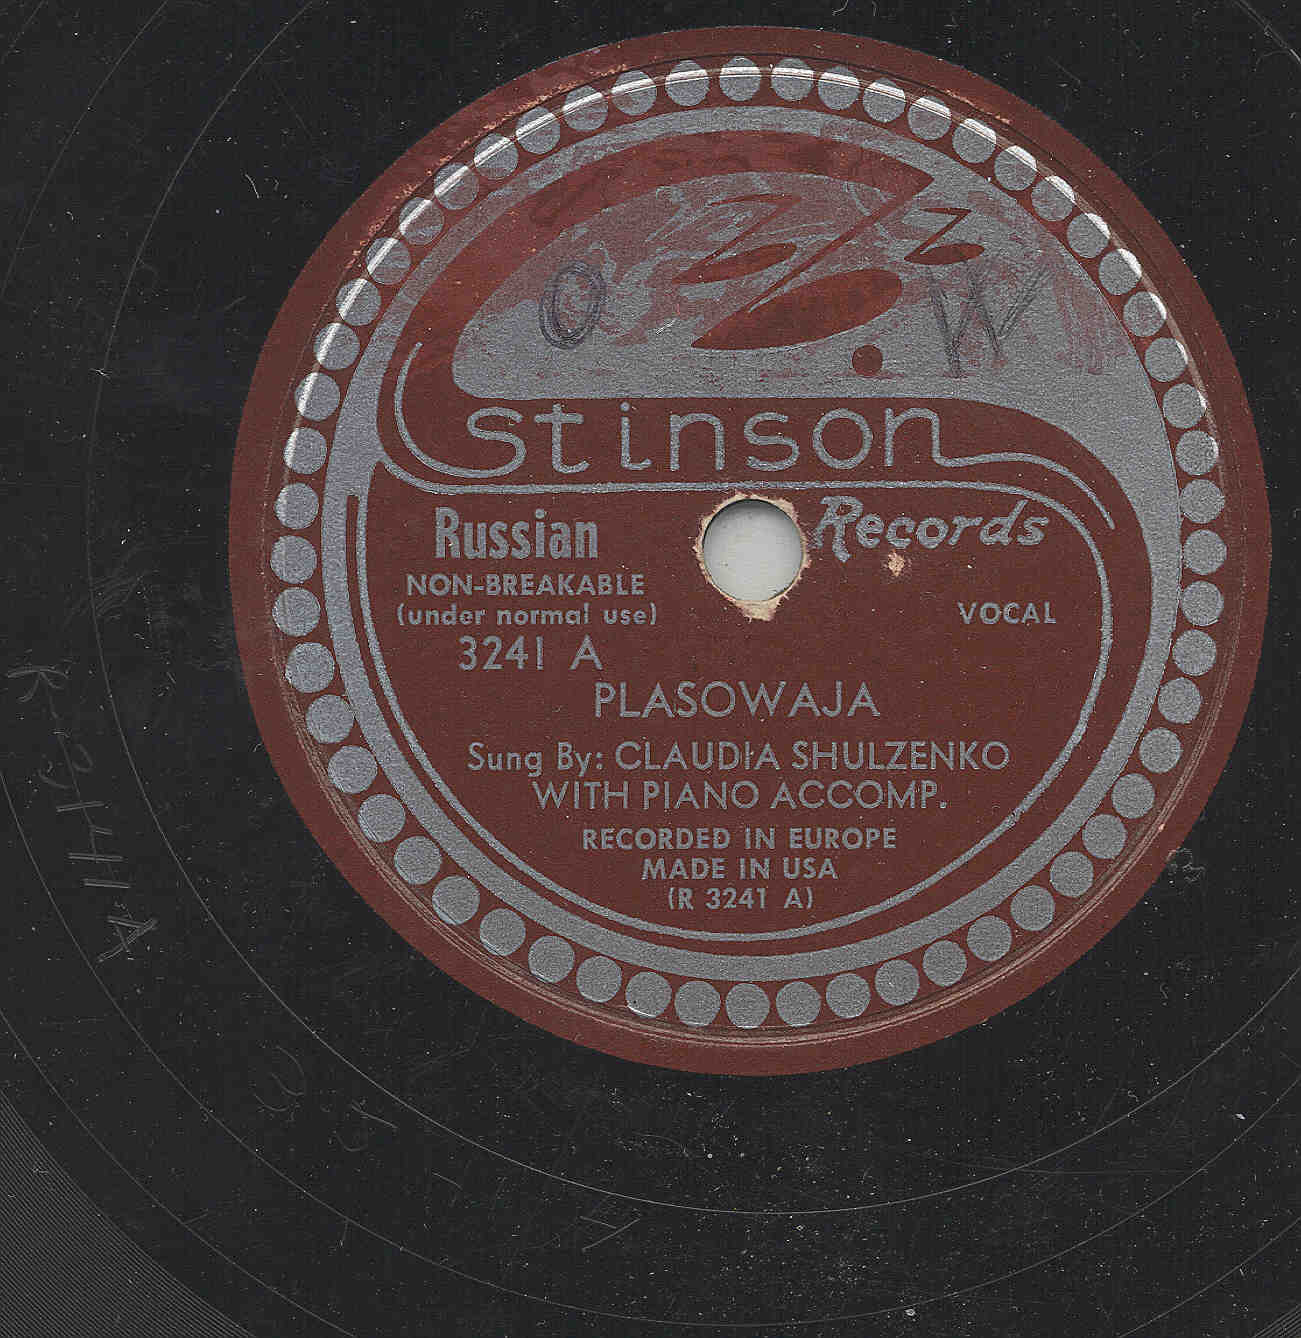 O W
Stinson
Records
Russian
NON-BREAKABLE
(under normal use)
VOCAL
3241 A
PLASOWAJA
Sung By: CLAUDIA SHULZENKO
WITH PIANO ACCOMP.
RECORDED IN EUROPE
MADE IN USA
(R 3241 A)
R-3241-A